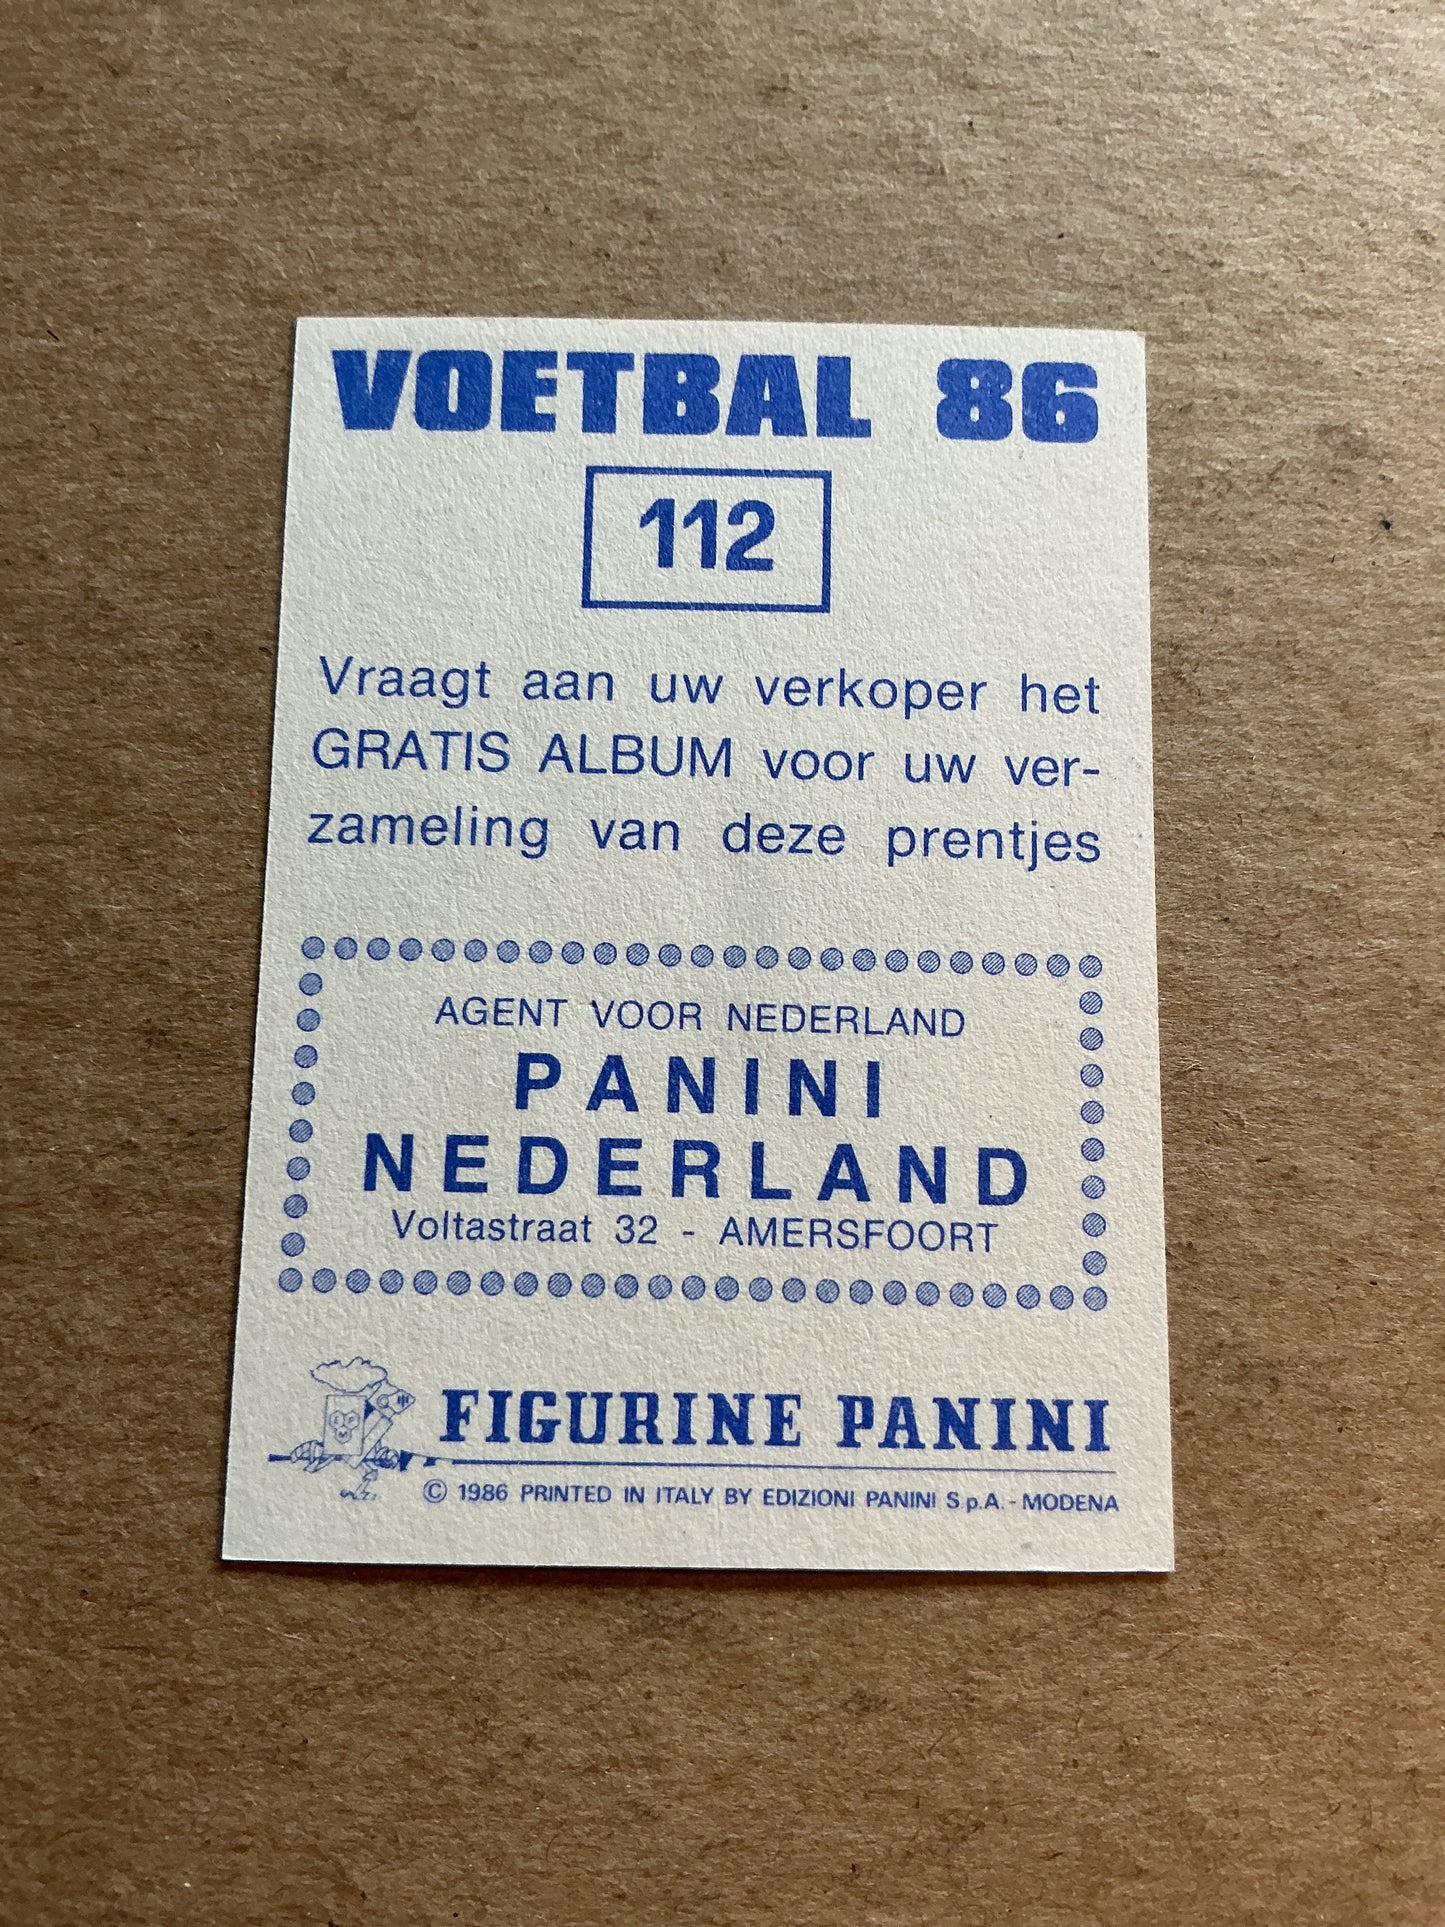 VOETBAL 86
112
Vraagt aan uw verkoper het
GRATIS ALBUM voor uw ver-
zameling van deze prentjes
AGENT VOOR NEDERLAND
PANINI
NEDERLAND
Voltastraat 32 - AMERSFOORT
FIGURINE PANINI
© 1986 PRINTED IN ITALY BY EDIZIONI PANINI S.p.A. - MODENA